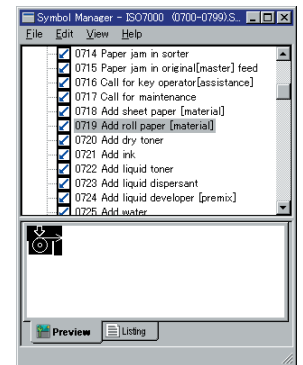 Symbol Manager - ISO7000 (0700-0799).S...
File Edit View Help
0714 Paper jam in sorter
0715 Paper jam in original[master] feed
0716 Call for key operator[assistance]
0717 Call for maintenance
0718 Add sheet paper [material]
0719 Add roll paper [material]
0720 Add dry toner
0721 Add ink
0722 Add liquid toner
0723 Add liquid dispersant
0724 Add liquid developer [premix]
0725 Add water
Preview Listing